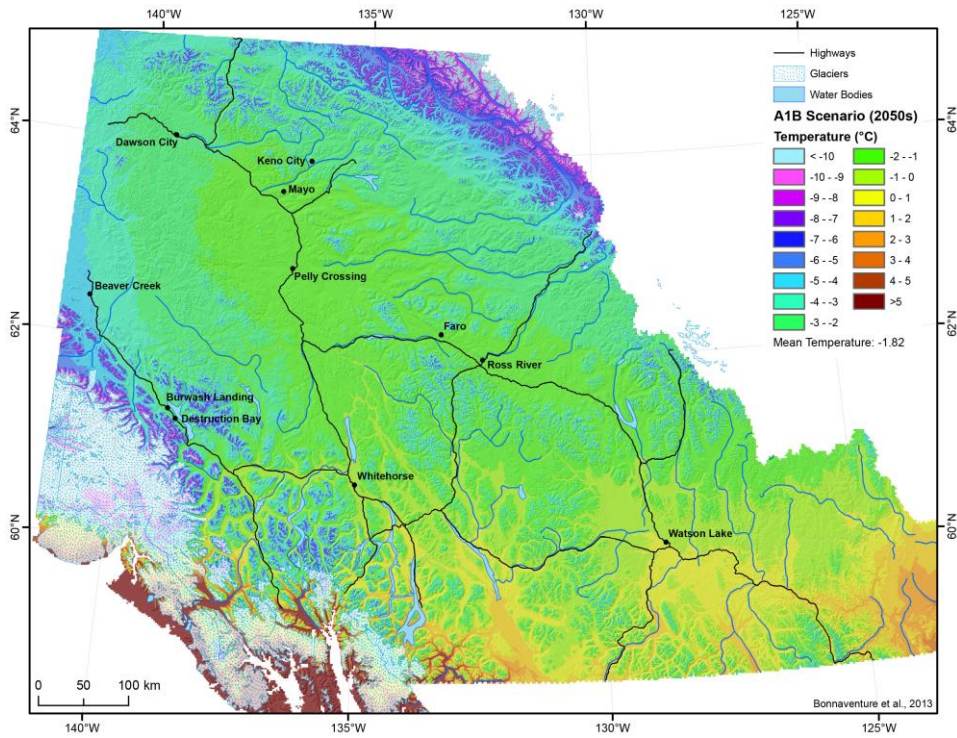 140°W
135°W
130°W
125°W
Highways
Glaciers
Water Bodies
A1B Scenario (2050s)
Temperature (°C)
< -10
-10 - -9
-9 - -8
-8 - -7
-7 - -6
-6 - -5
-5 - -4
-4 - -3
-3 - -2
-2 - -1
-1 - 0
0 - 1
1 - 2
2 - 3
3 - 4
4 - 5
>5
Mean Temperature: -1.82
64°N
64°N
Dawson City
Keno City
Mayo
Pelly Crossing
Beaver Creek
62°N
62°N
Faro
Ross River
Burwash Landing
Destruction Bay
Whitehorse
60°N
60°N
Watson Lake
0 50 100 km
Bonnaventure et al., 2013
140°W
135°W
130°W
125°W